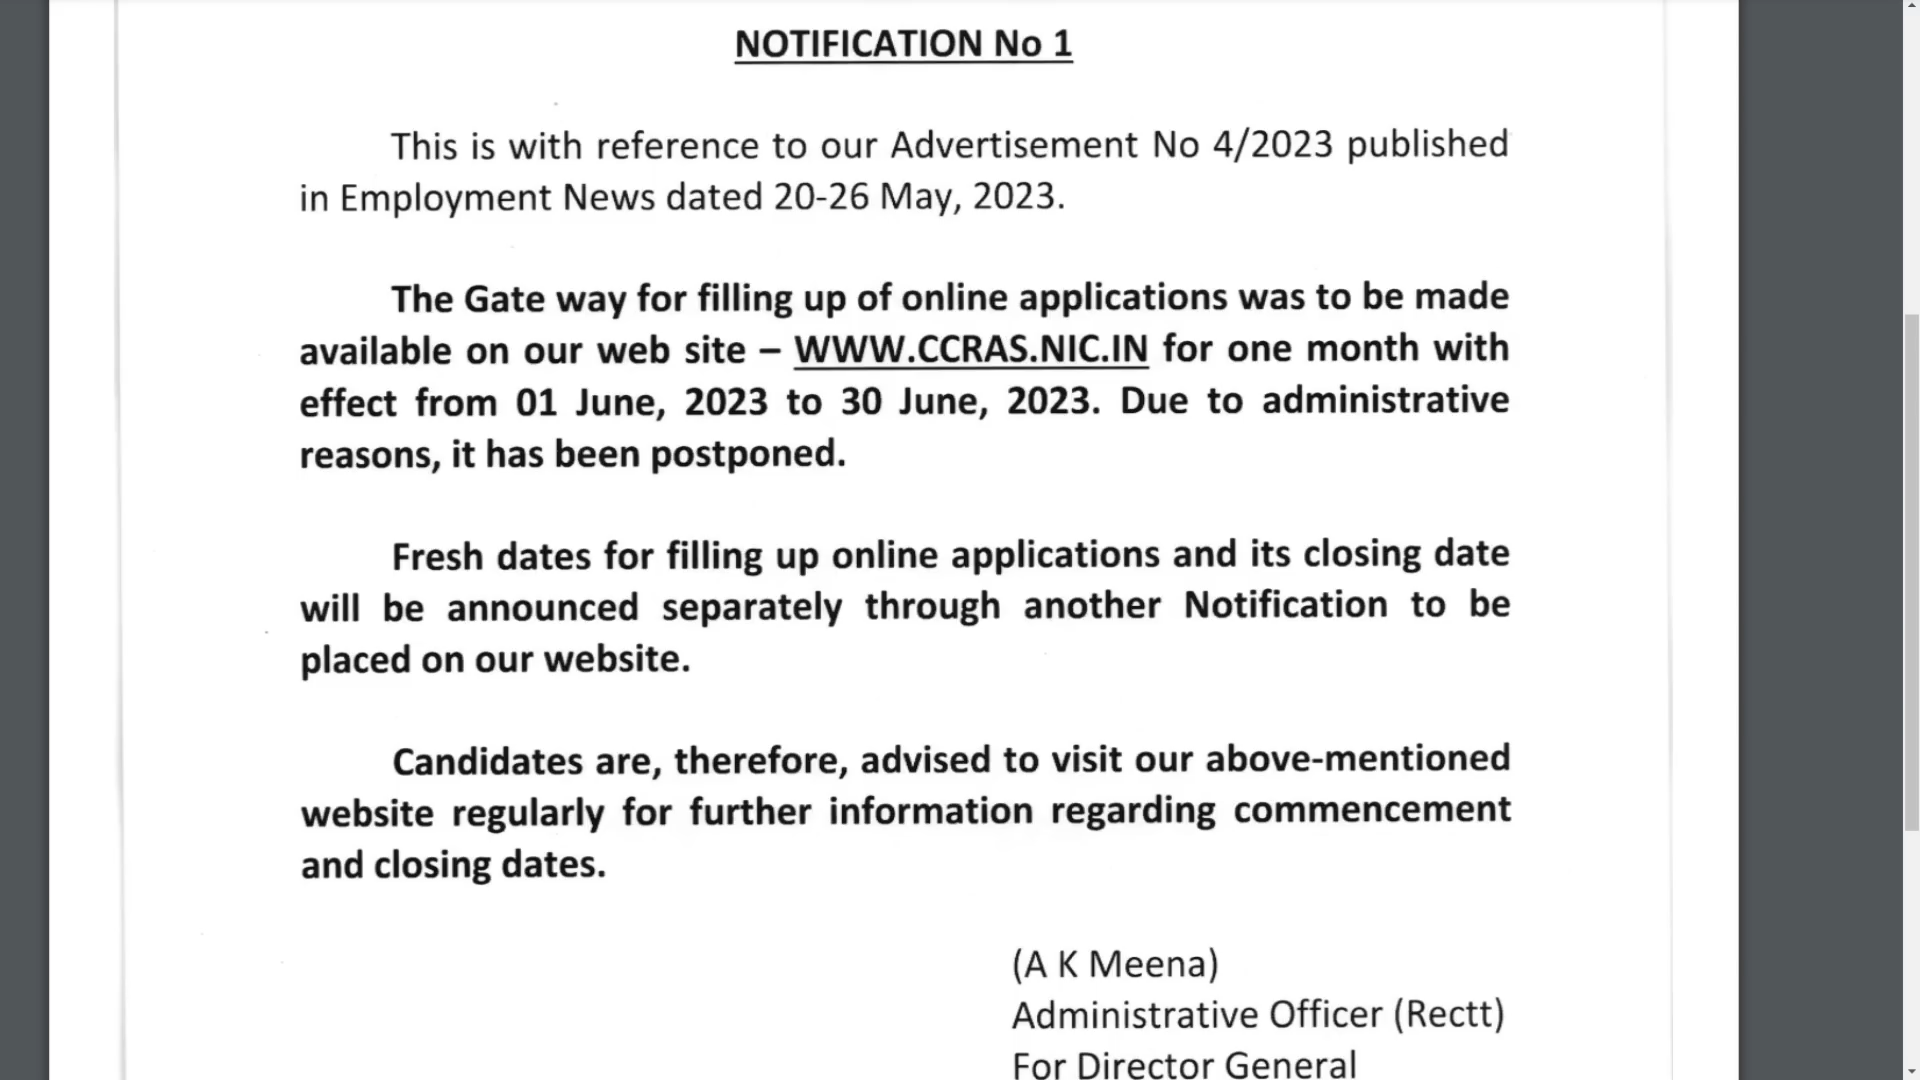 NOTIFICATION No 1
This is with reference to our Advertisement No 4/2023 published
in Employment News dated 20-26 May, 2023.
The Gate way for filling up of online applications was to be made
available on our web site – WWW.CCRAS.NIC.IN for one month with
effect from 01 June, 2023 to 30 June, 2023. Due to administrative
reasons, it has been postponed.
Fresh dates for filling up online applications and its closing date
will be announced separately through another Notification to be
placed on our website.
Candidates are, therefore, advised to visit our above-mentioned
website regularly for further information regarding commencement
and closing dates.
(A K Meena)
Administrative Officer (Rectt)
For Director General